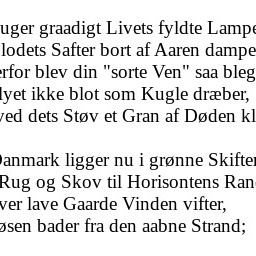 uger graadigt Livets fyldte Lampe
lodets Safter bort af Aaren dampe
erfor blev din "sorte Ven" saa bleg
lyet ikke blot som Kugle dræber,
ved dets Støv et Gran af Døden kl
Danmark ligger nu i grønne Skifter
Rug og Skov til Horisontens Ran
ver lave Gaarde Vinden vifter,
øsen bader fra den aabne Strand;